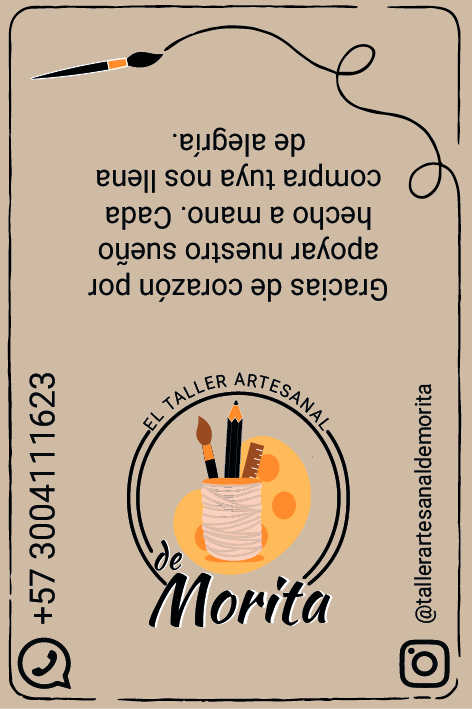 Gracias de corazón por
apoyar nuestro sueño
hecho a mano. Cada
compra tuya nos llena
de alegría.
EL TALLER ARTESANAL
de
Morita
+57 3004111623
@tallerartesanaldemorita